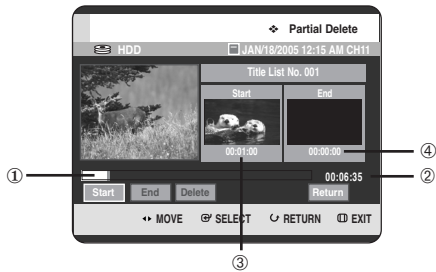 ❖ Partial Delete
HDD JAN/18/2005 12:15 AM CH11
Title List No. 001
Start End
00:01:00 00:00:00
④
① 00:06:35 ②
Start End Delete Return
MOVE SELECT RETURN EXIT
③